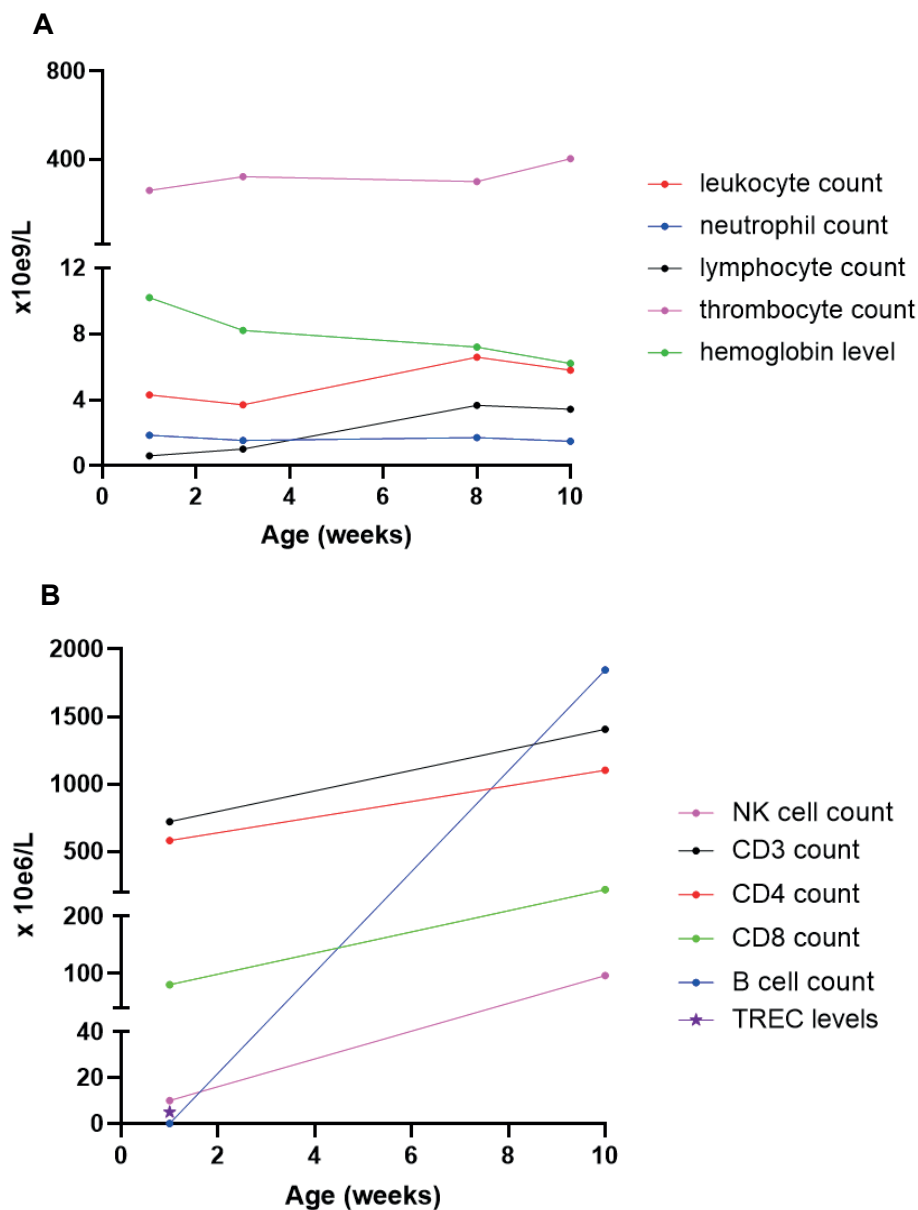 A
800
400
x10e9/L
12
8
4
0
0 2 4 6 8 10
Age (weeks)
leukocyte count
neutrophil count
lymphocyte count
thrombocyte count
hemoglobin level
B
2000
1500
1000
500
x 10e6/L
200
100
40
20
0
0 2 4 6 8 10
Age (weeks)
NK cell count
CD3 count
CD4 count
CD8 count
B cell count
TREC levels